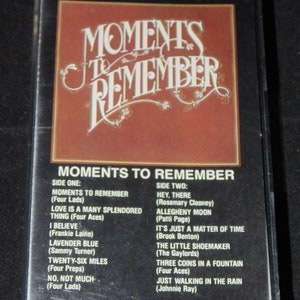 MOMENTS
TO
REMEMBER
MOMENTS TO REMEMBER
SIDE ONE:
MOMENTS TO REMEMBER
(Four Lads)
LOVE IS A MANY SPLENDORED
THING (Four Aces)
I BELIEVE
(Frankie Laine)
LAVENDER BLUE
(Sammy Turner)
TWENTY-SIX MILES
(Four Preps)
NO, NOT MUCH
(Four Lads)
SIDE TWO:
HEY, THERE
(Rosemary Clooney)
ALLEGHENY MOON
(Patti Page)
IT'S JUST A MATTER OF TIME
(Brook Benton)
THE LITTLE SHOEMAKER
(The Gaylords)
THREE COINS IN A FOUNTAIN
(Four Aces)
JUST WALKING IN THE RAIN
(Johnnie Ray)